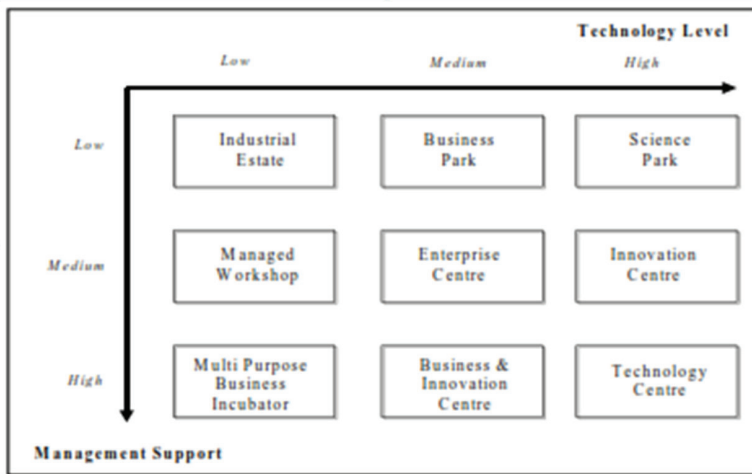 Technology Level
Low Medium High
Low
Industrial
Estate
Business
Park
Science
Park
Medium
Managed
Workshop
Enterprise
Centre
Innovation
Centre
High
Multi Purpose
Business
Incubator
Business &
Innovation
Centre
Technology
Centre
Management Support